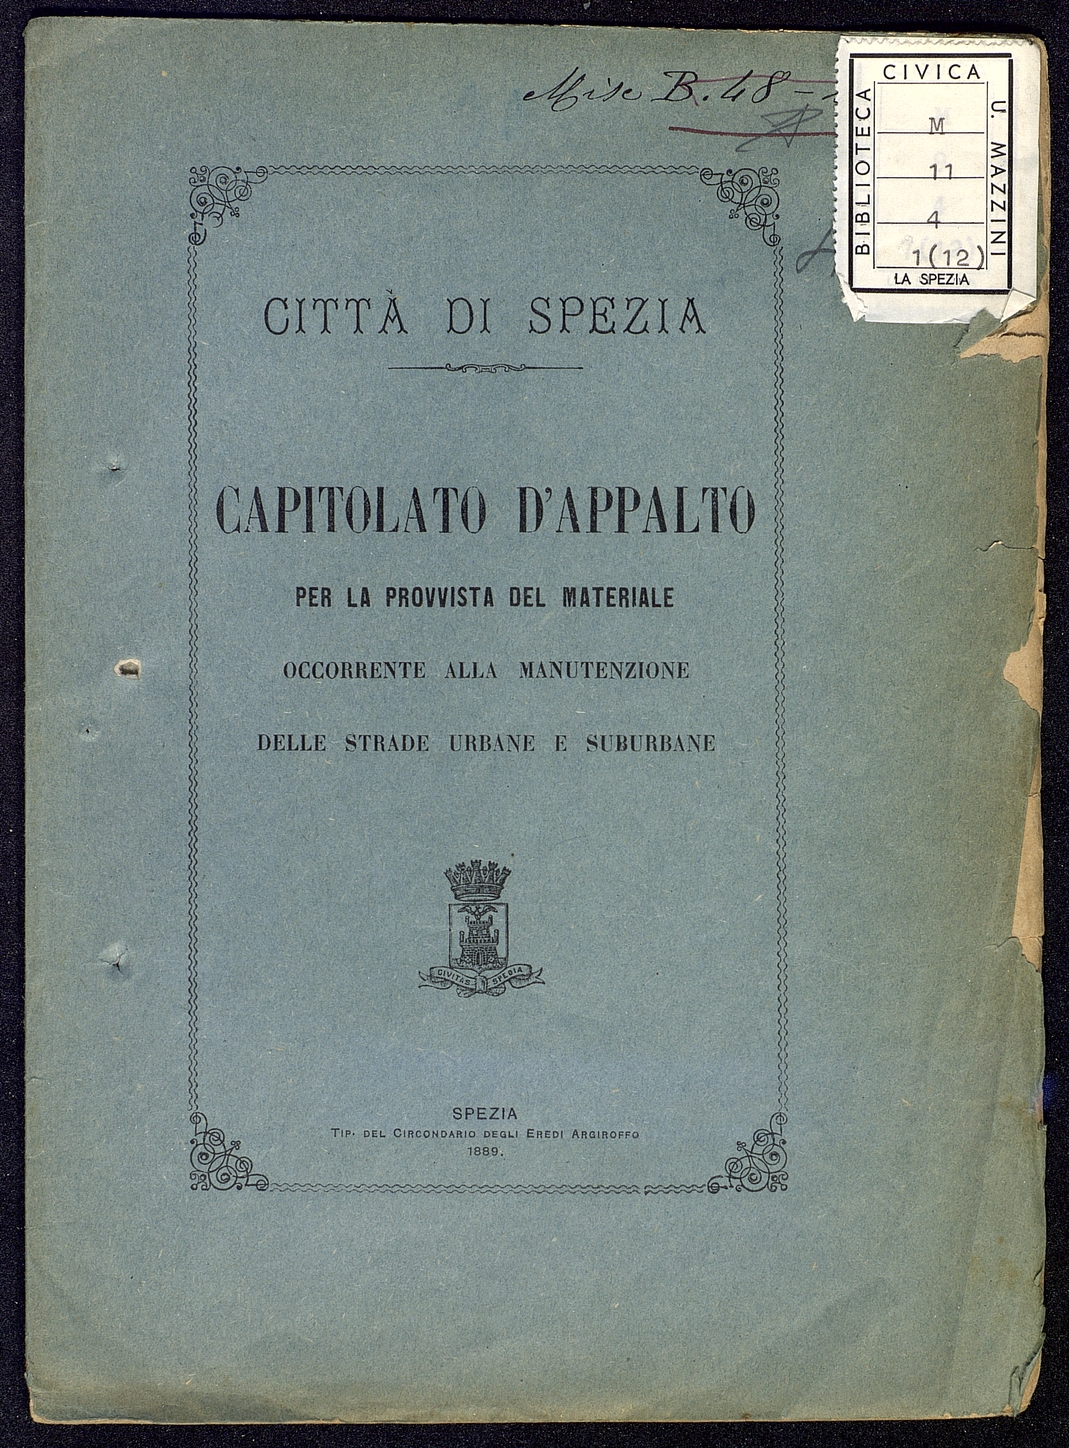 Misc B. 48 -
BIBLIOTECA
CIVICA
U. MAZZINI
M
11
4
1(12)
LA SPEZIA
CITTÀ DI SPEZIA
CAPITOLATO D'APPALTO
PER LA PROVVISTA DEL MATERIALE
OCCORRENTE ALLA MANUTENZIONE
DELLE STRADE URBANE E SUBURBANE
CIVITAS SPEDIA
SPEZIA
TIP. DEL CIRCONDARIO DEGLI EREDI ARGIROFFO
1889.